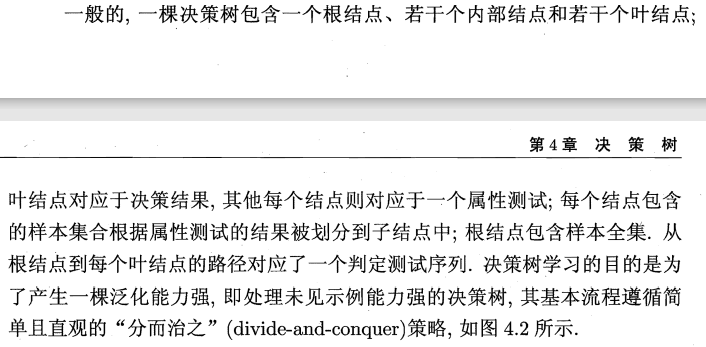 一般的, 一棵决策树包含一个根结点、若干个内部结点和若干个叶结点;
第4章 决 策 树
叶结点对应于决策结果, 其他每个结点则对应于一个属性测试; 每个结点包含
的样本集合根据属性测试的结果被划分到子结点中; 根结点包含样本全集. 从
根结点到每个叶结点的路径对应了一个判定测试序列. 决策树学习的目的是为
了产生一棵泛化能力强, 即处理未见示例能力强的决策树, 其基本流程遵循简
单且直观的“分而治之”(divide-and-conquer)策略, 如图 4.2 所示.